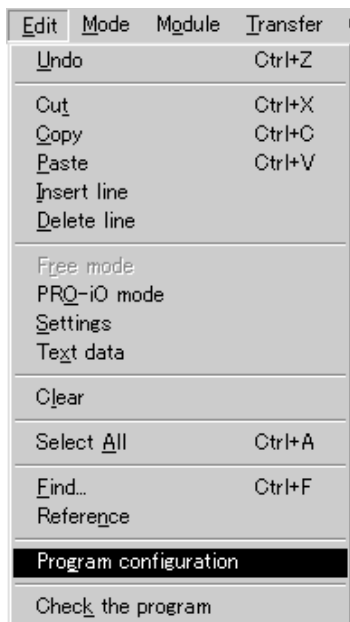 Edit Mode Module Transfer
Undo Ctrl+Z
Cut Ctrl+X
Copy Ctrl+C
Paste Ctrl+V
Insert line
Delete line
Free mode
PRO-iO mode
Settings
Text data
Clear
Select All Ctrl+A
Find... Ctrl+F
Reference
Program configuration
Check the program